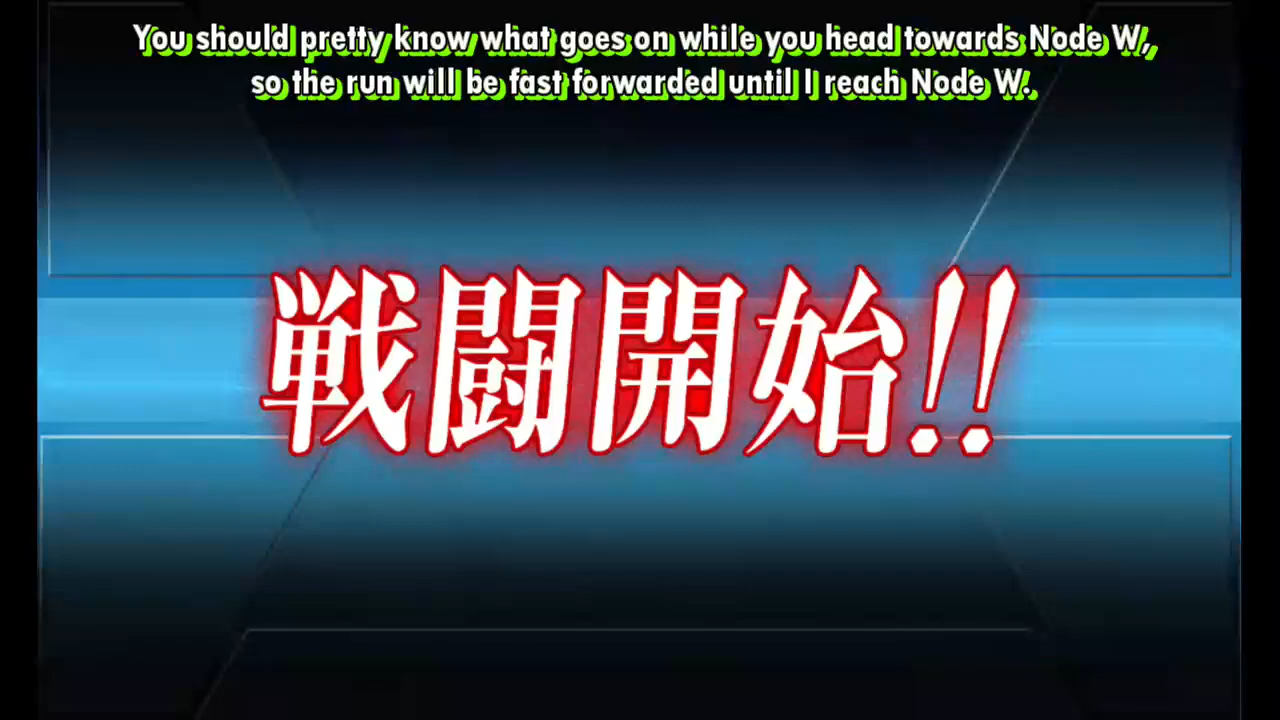 You should pretty know what goes on while you head towards Node W,
so the run will be fast forwarded until I reach Node W.
戦闘開始!!